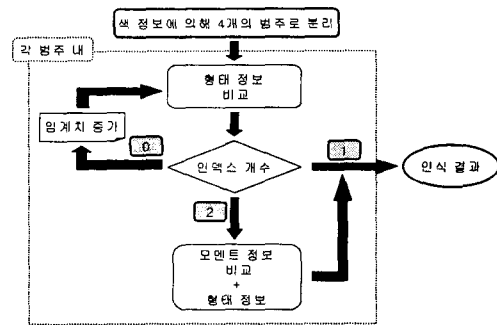 색 정보에 의해 4개의 범주로 분리
각 범주 내
형태 정보
비교
임계치 증가
0
인덱스 개수
1
인식 결과
2
모멘트 정보
비교
+
형태 정보